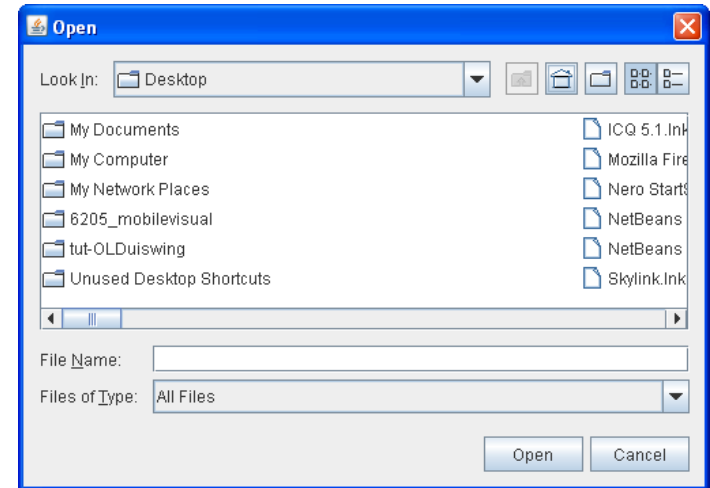 Open
Look In: Desktop
My Documents
My Computer
My Network Places
6205_mobilevisual
tut-OLDuiswing
Unused Desktop Shortcuts
ICQ 5.1.lnk
Mozilla Fire
Nero StartS
NetBeans
NetBeans
Skylink.lnk
File Name:
Files of Type: All Files
Open Cancel